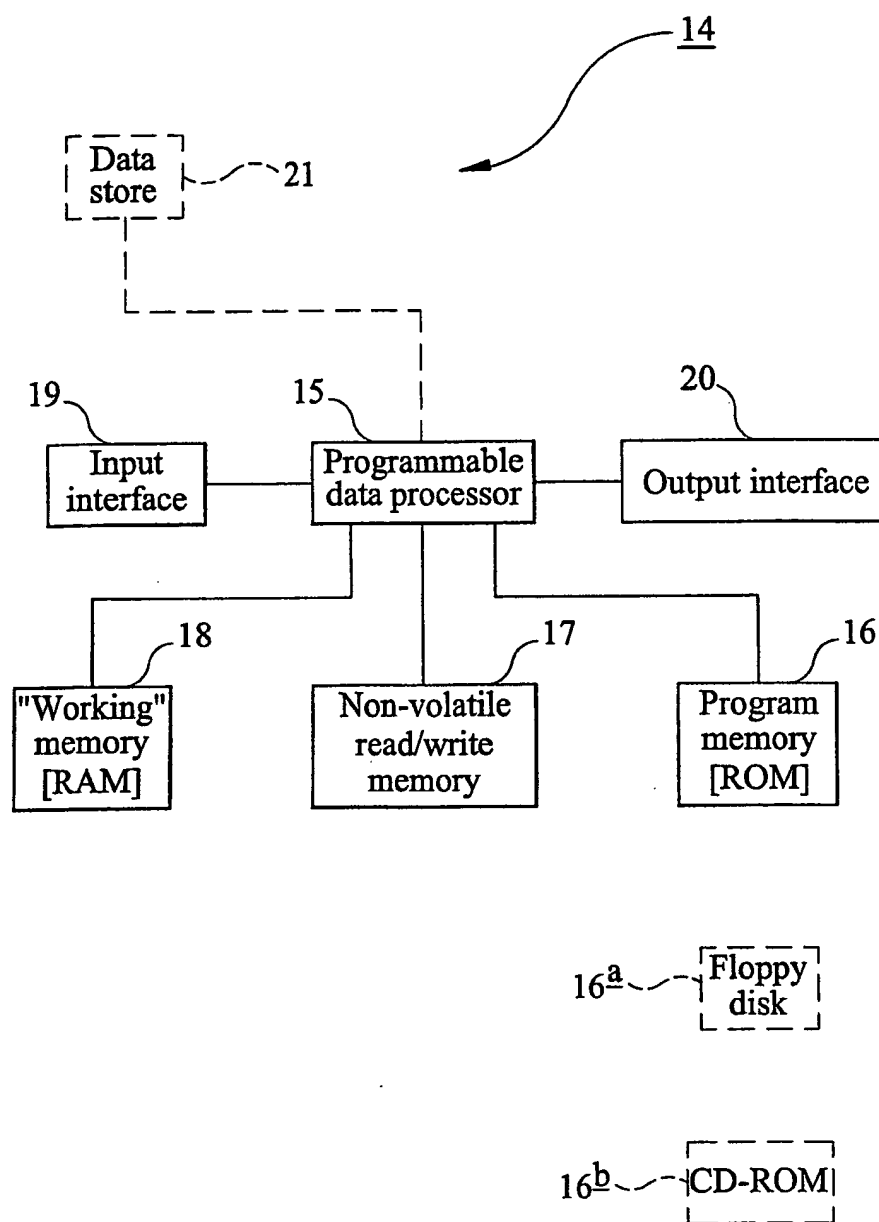 14
Data
store
21
19
15
20
Input
interface
Programmable
data processor
Output interface
18
17
16
"Working"
memory
[RAM]
Non-volatile
read/write
memory
Program
memory
[ROM]
16a
Floppy
disk
16b
CD-ROM